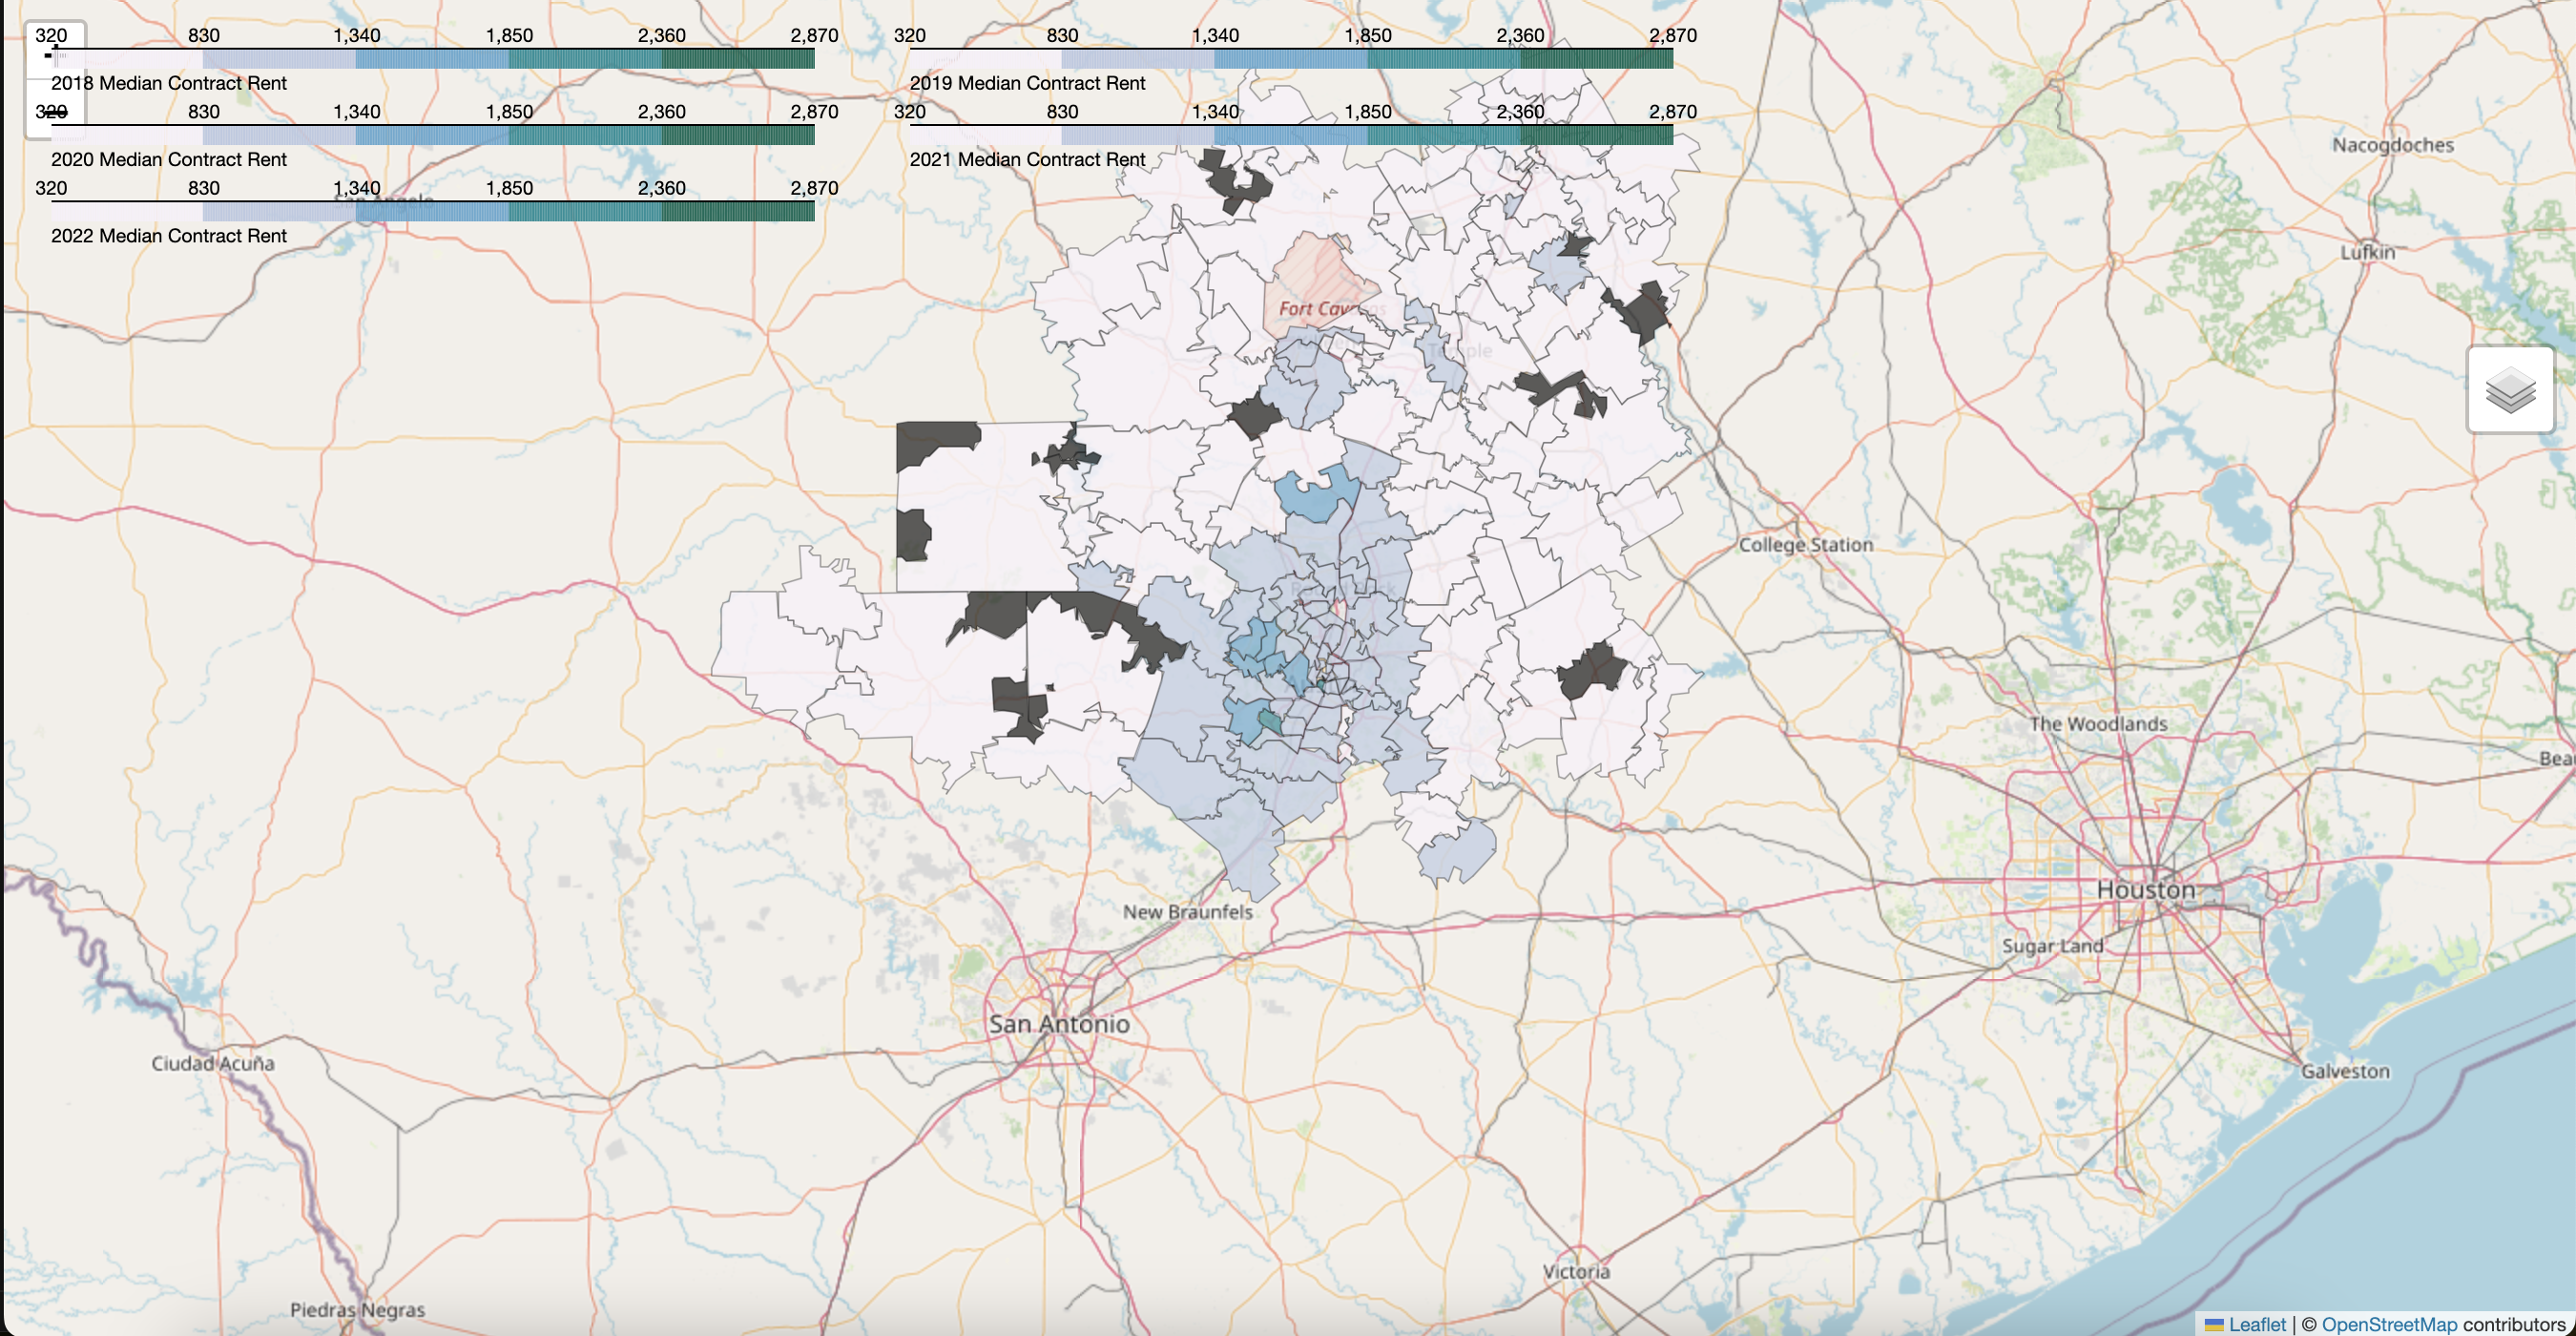 320 830 1,340 1,850 2,360 2,870
2018 Median Contract Rent
320 830 1,340 1,850 2,360 2,870
2019 Median Contract Rent
320 830 1,340 1,850 2,360 2,870
2020 Median Contract Rent
320 830 1,340 1,850 2,360 2,870
2021 Median Contract Rent
320 830 1,340 1,850 2,360 2,870
2022 Median Contract Rent
San Angelo
Nacogdoches
Lufkin
Temple
College Station
The Woodlands
Houston
Sugar Land
New Braunfels
San Antonio
Ciudad Acuña
Galveston
Victoria
Piedras Negras
Leaflet | © OpenStreetMap contributors